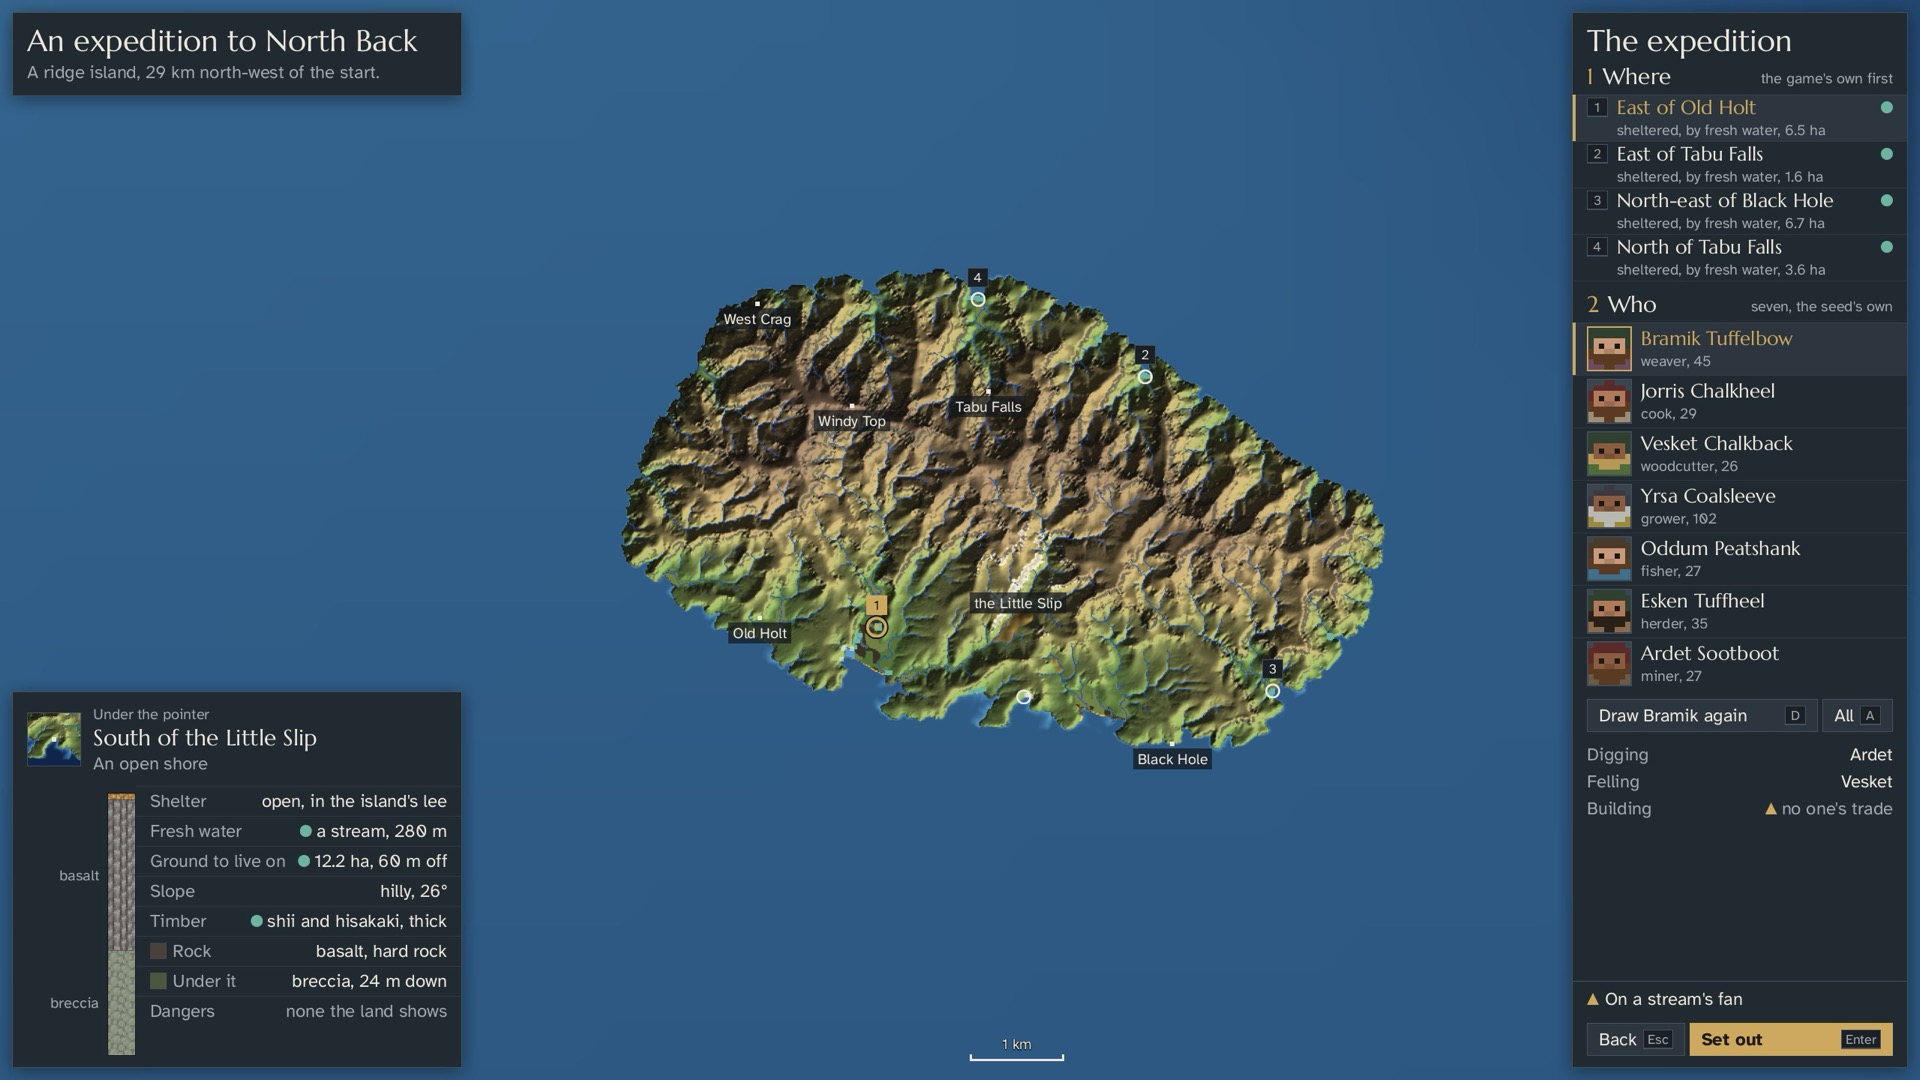 An expedition to North Back
A ridge island, 29 km north-west of the start.
4
West Crag
2
Tabu Falls
Windy Top
the Little Slip
1
Old Holt
3
Black Hole
1 km
Under the pointer
South of the Little Slip
An open shore
Shelter open, in the island's lee
Fresh water a stream, 280 m
Ground to live on 12.2 ha, 60 m off
Slope hilly, 26°
Timber shii and hisakaki, thick
Rock basalt, hard rock
Under it breccia, 24 m down
Dangers none the land shows
basalt
breccia
The expedition
1 Where the game's own first
1 East of Old Holt
sheltered, by fresh water, 6.5 ha
2 East of Tabu Falls
sheltered, by fresh water, 1.6 ha
3 North-east of Black Hole
sheltered, by fresh water, 6.7 ha
4 North of Tabu Falls
sheltered, by fresh water, 3.6 ha
2 Who seven, the seed's own
Bramik Tuffelbow
weaver, 45
Jorris Chalkheel
cook, 29
Vesket Chalkback
woodcutter, 26
Yrsa Coalsleeve
grower, 102
Oddum Peatshank
fisher, 27
Esken Tuffheel
herder, 35
Ardet Sootboot
miner, 27
Draw Bramik again D All A
Digging Ardet
Felling Vesket
Building no one's trade
On a stream's fan
Back Esc Set out Enter